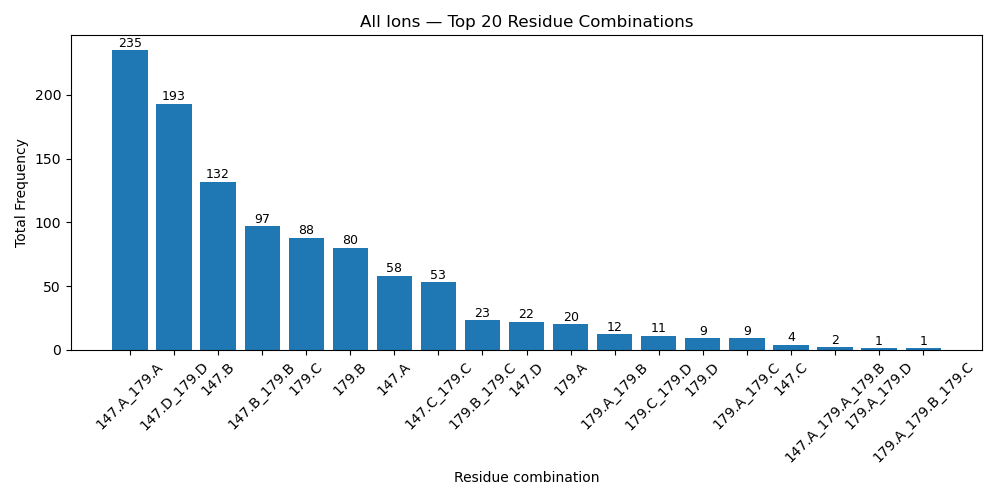 All Ions — Top 20 Residue Combinations
Total Frequency
200
150
100
50
0
235
193
132
97
88
80
58
53
23
22
20
12
11
9
9
4
2
1
1
147.A_179.A
147.D_179.D
147.B
147.B_179.B
179.C
179.B
147.A
147.C_179.C
179.B_179.C
147.D
179.A
179.A_179.B
179.C_179.D
179.D
179.A_179.C
147.C
147.A_179.A_179.B
179.A_179.D
179.A_179.B_179.C
Residue combination